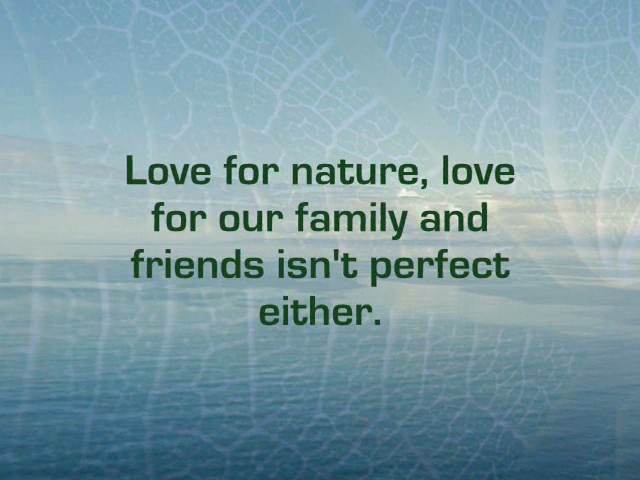 Love for nature, love
for our family and
friends isn't perfect
either.